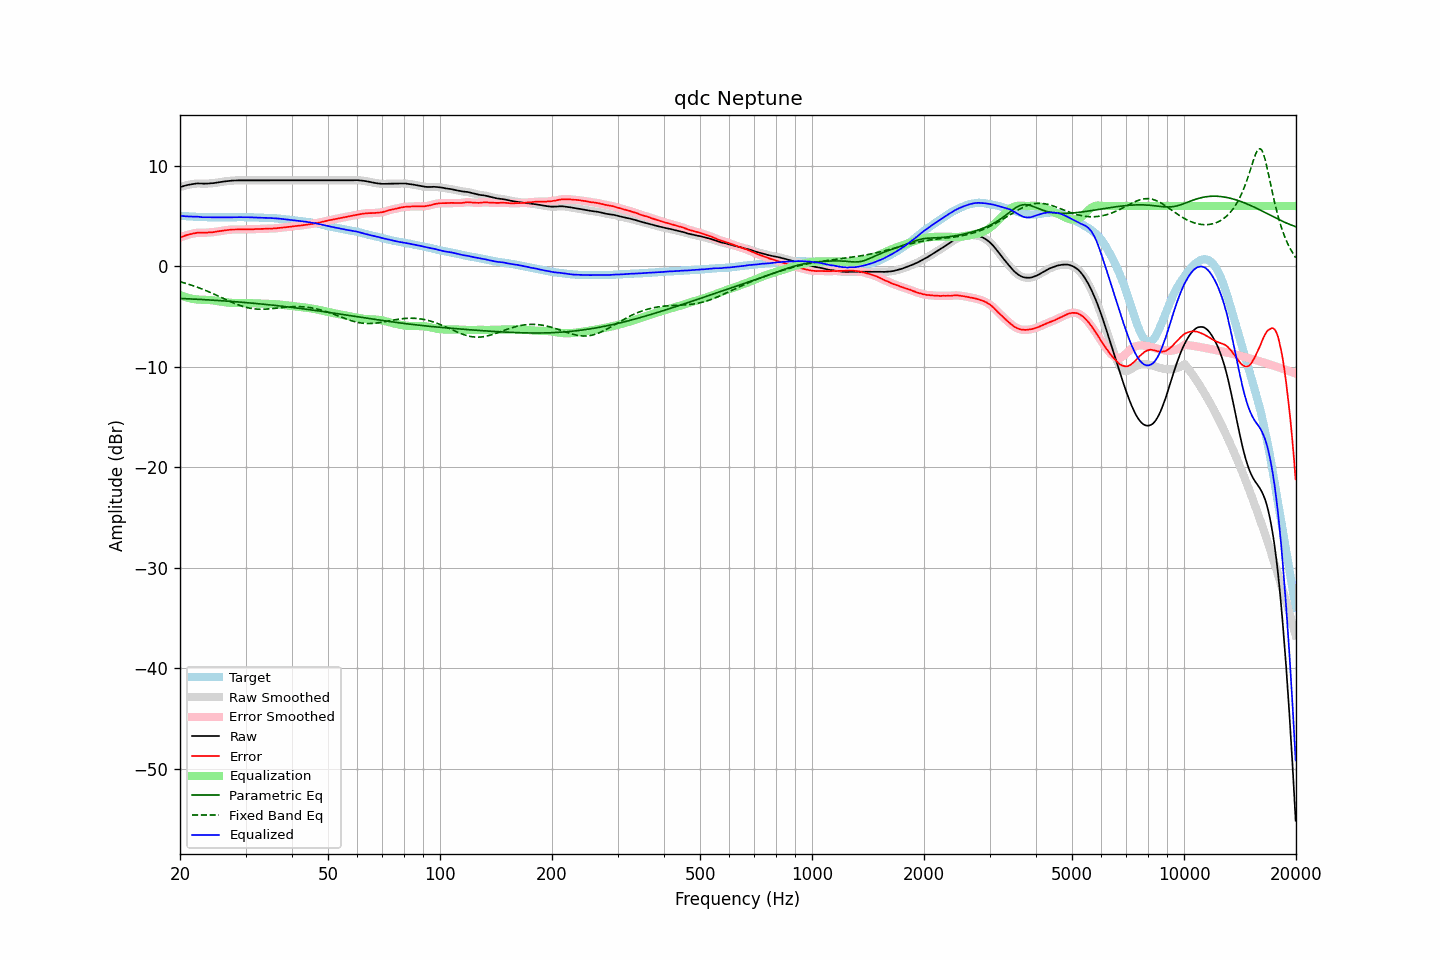 qdc Neptune
10
0
−10
−20
−30
−40
−50
Amplitude (dBr)
Target
Raw Smoothed
Error Smoothed
Raw
Error
Equalization
Parametric Eq
Fixed Band Eq
Equalized
20 50 100 200 500 1000 2000 5000 10000 20000
Frequency (Hz)